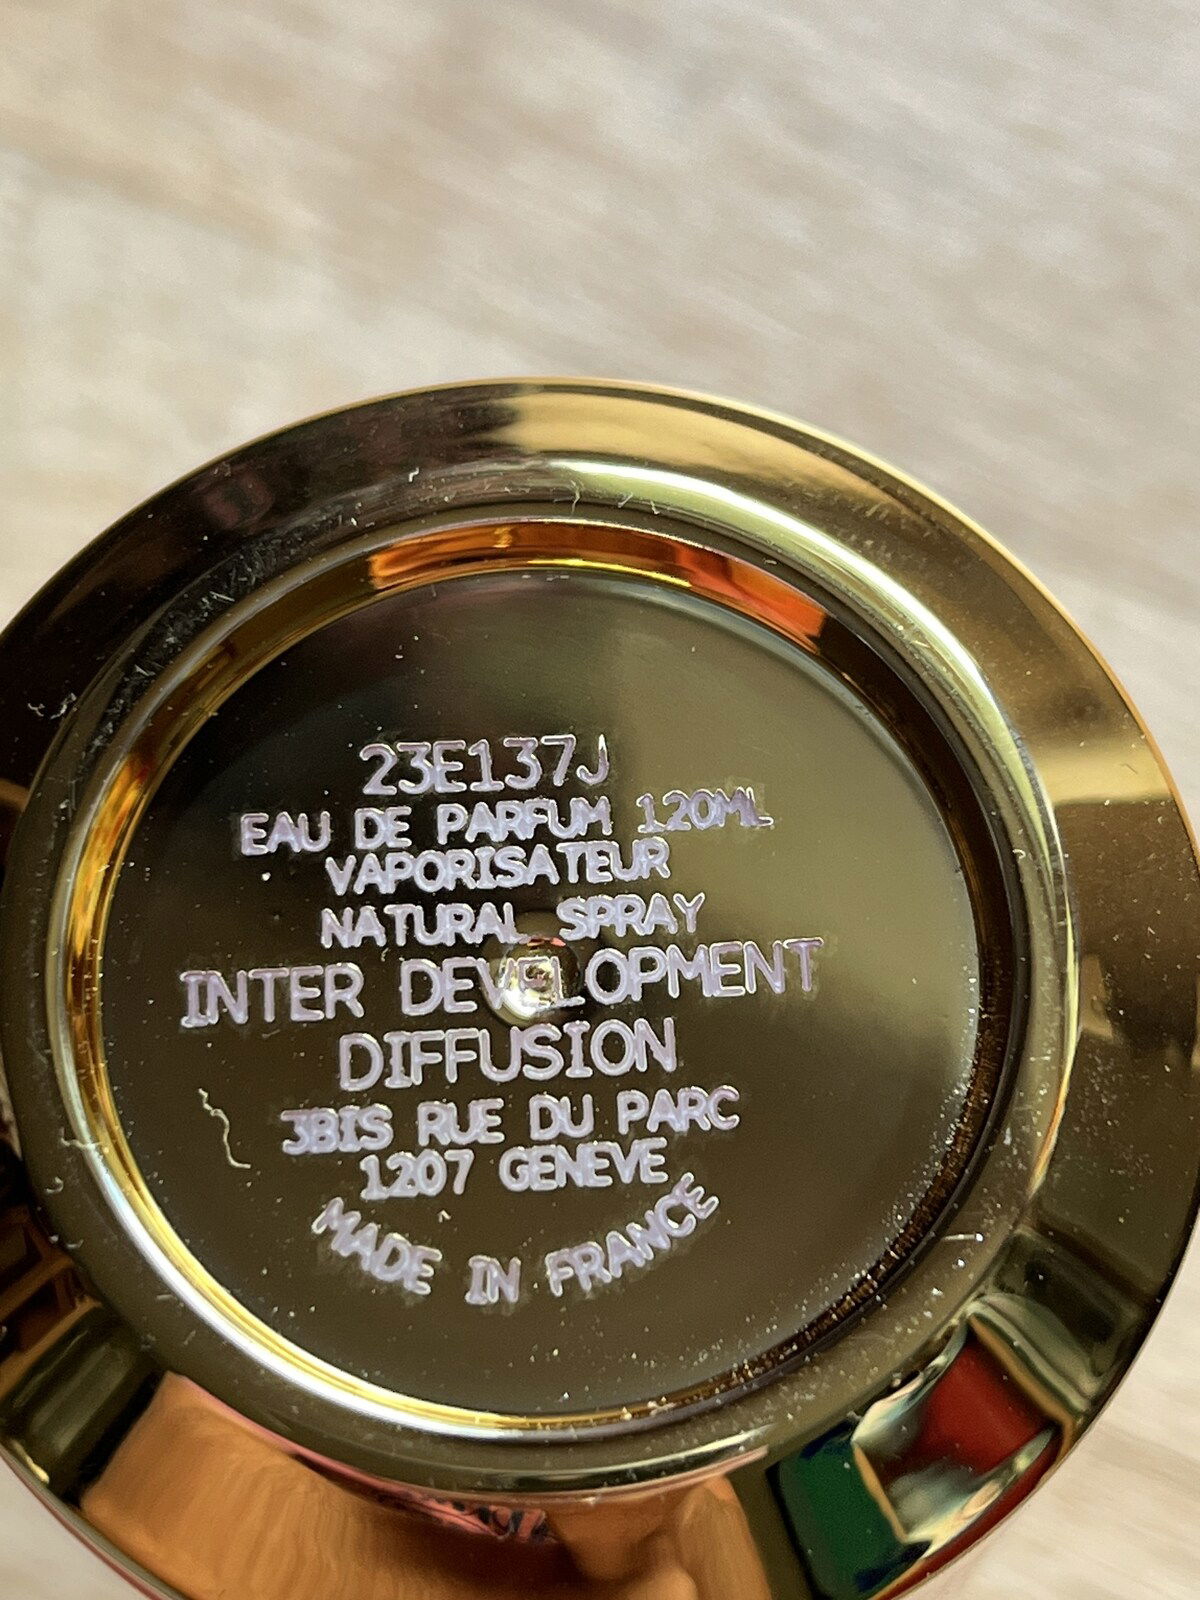 23E137J
EAU DE PARFUM 120ML
VAPORISATEUR
NATURAL SPRAY
INTER DEVELOPMENT
DIFFUSION
3BIS RUE DU PARC
1207 GENEVE
MADE IN FRANCE